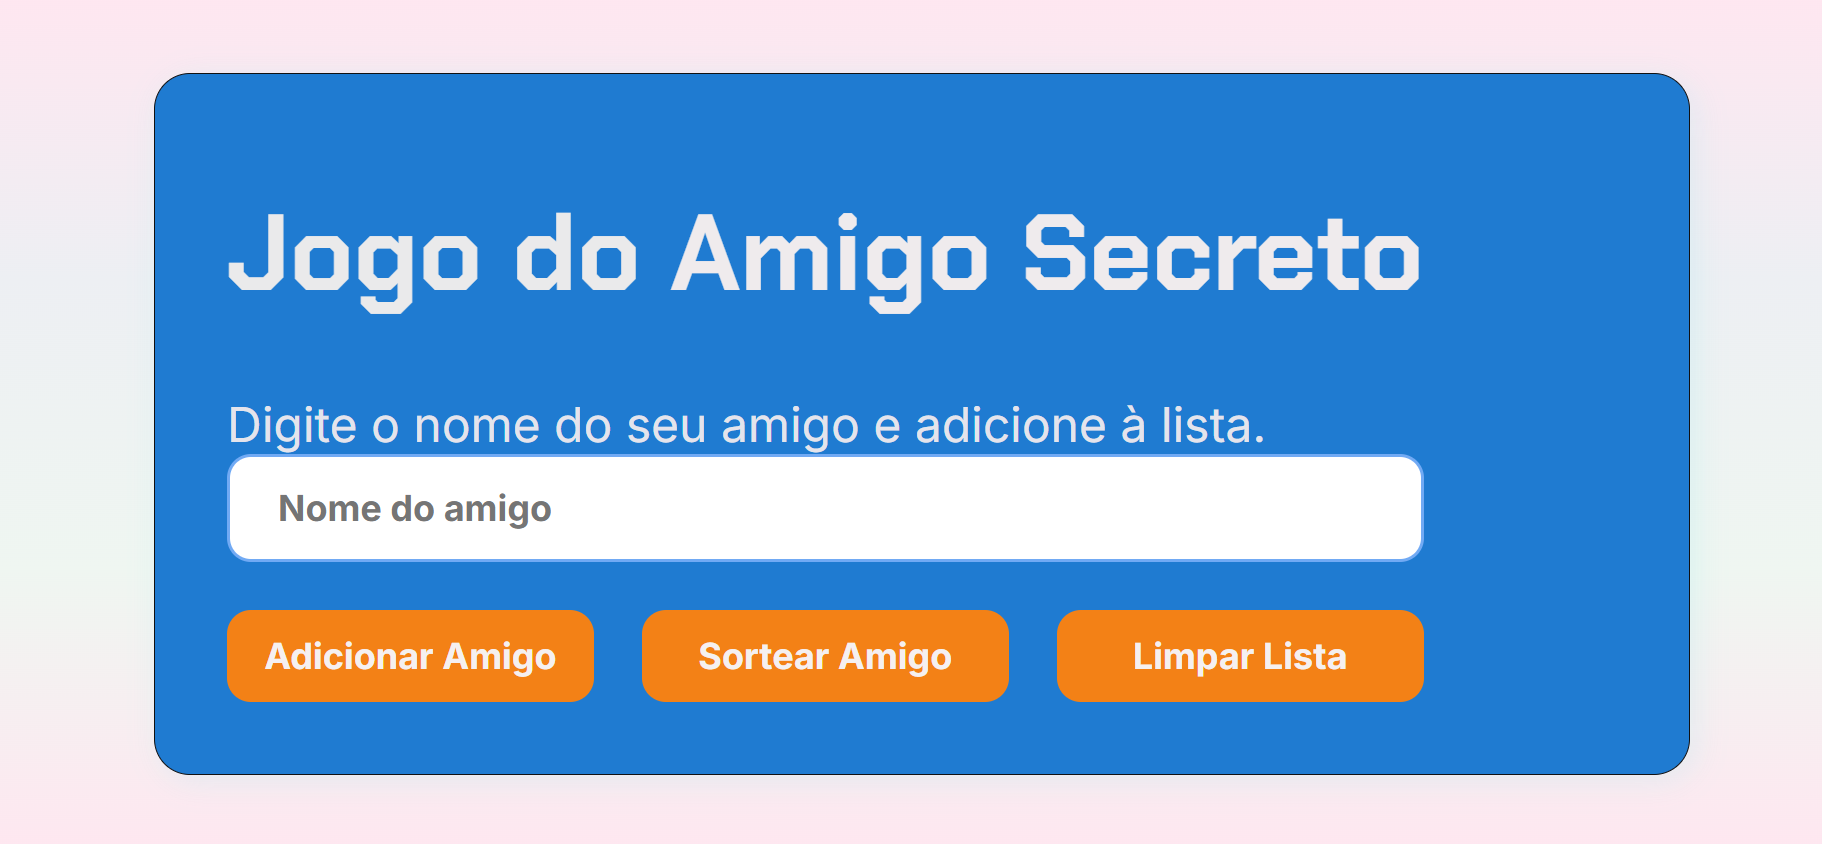 Jogo do Amigo Secreto
Digite o nome do seu amigo e adicione à lista.
Nome do amigo
Adicionar Amigo
Sortear Amigo
Limpar Lista